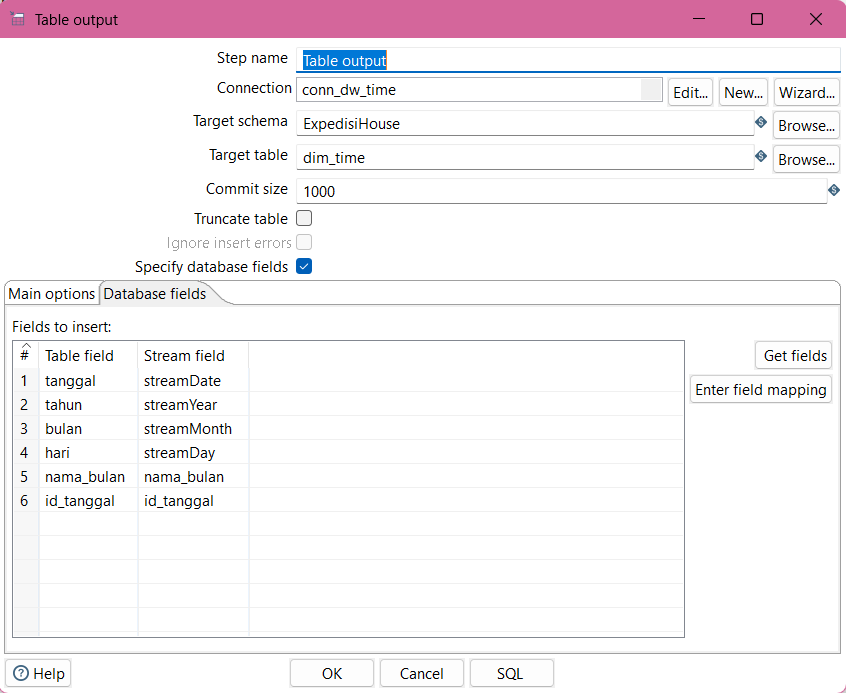 Table output
Step name Table output
Connection conn_dw_time Edit... New... Wizard...
Target schema ExpedisiHouse Browse...
Target table dim_time Browse...
Commit size 1000
Truncate table
Ignore insert errors
Specify database fields
Main options Database fields
Fields to insert:
# Table field Stream field Get fields
1 tanggal streamDate
Enter field mapping
2 tahun streamYear
3 bulan streamMonth
4 hari streamDay
5 nama_bulan nama_bulan
6 id_tanggal id_tanggal
Help OK Cancel SQL